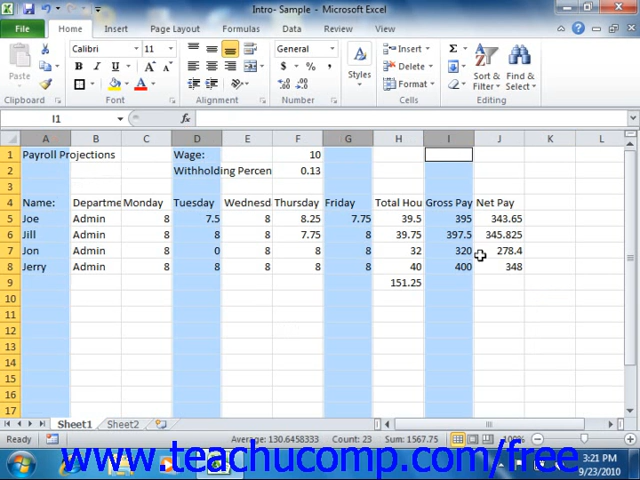 Intro- Sample - Microsoft Excel
File Home Insert Page Layout Formulas Data Review View
Paste Calibri 11 General Styles Insert Delete Format Sort & Filter Find & Select
Clipboard Font Alignment Number Cells Editing
I1 fx
A B C D E F G H I J K L
1 Payroll Projections Wage: 10
2 Withholding Percen 0.13
3
4 Name: Departme Monday Tuesday Wednesd Thursday Friday Total Hou Gross Pay Net Pay
5 Joe Admin 8 7.5 8 8.25 7.75 39.5 395 343.65
6 Jill Admin 8 8 8 7.75 8 39.75 397.5 345.825
7 Jon Admin 8 0 8 8 8 32 320 278.4
8 Jerry Admin 8 8 8 8 8 40 400 348
9 151.25
10
11
12
13
14
15
16
17
Sheet1 Sheet2
Ready Average: 130.6458333 Count: 23 Sum: 1567.75 100%
www.teachucomp.com/free
3:21 PM
9/23/2010